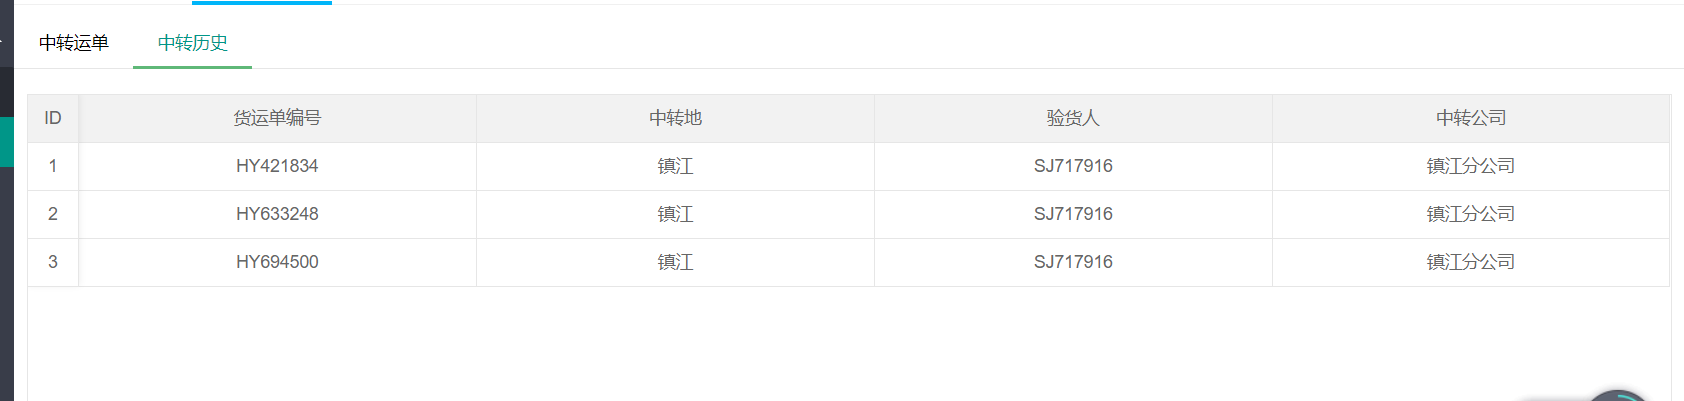 中转运单 中转历史
ID 货运单编号 中转地 验货人 中转公司
1 HY421834 镇江 SJ717916 镇江分公司
2 HY633248 镇江 SJ717916 镇江分公司
3 HY694500 镇江 SJ717916 镇江分公司